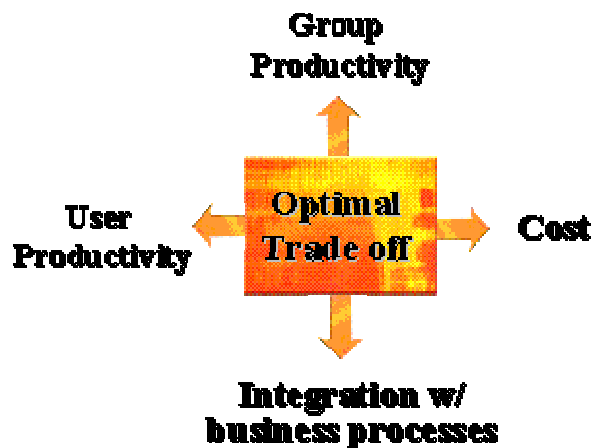 Group
Productivity
User
Productivity
Optimal
Trade off
Cost
Integration w/
business processes